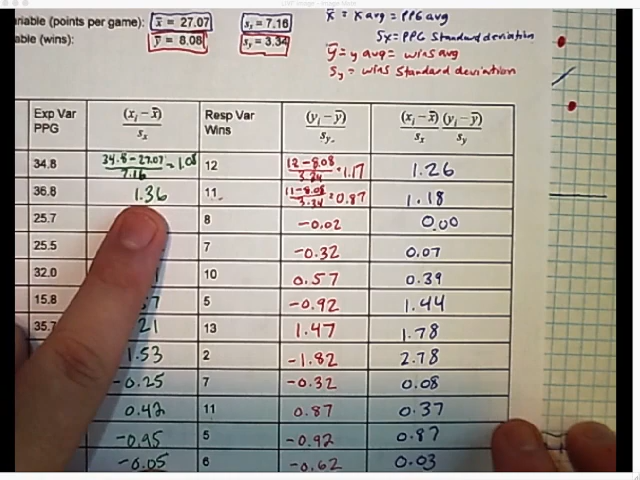 riable (points per game): x̄ = 27.07 sₓ = 7.16
able (wins): ȳ = 8.08 sᵧ = 3.34
x̄ = x avg = PPG avg
Sx = PPG Standard deviation
ȳ = y avg = wins avg
Sy = wins Standard deviation
Exp Var PPG (xᵢ – x̄) / sₓ Resp Var Wins (yᵢ – ȳ) / sᵧ (xᵢ – x̄) / sₓ (yᵢ – ȳ) / sᵧ
34.8 34.8-27.07 / 7.16 = 1.08 12 12-8.08 / 3.34 = 1.17 1.26
36.8 1.36 11 11-8.08 / 3.34 = 0.87 1.18
25.7 8 -0.02 0.00
25.5 7 -0.32 0.07
32.0 10 0.57 0.39
15.8 5 -0.92 1.44
35.7 21 13 1.47 1.78
1.53 2 -1.82 2.78
-0.25 7 -0.32 0.08
0.42 11 0.87 0.37
-0.95 5 -0.92 0.87
-0.05 6 -0.62 0.03